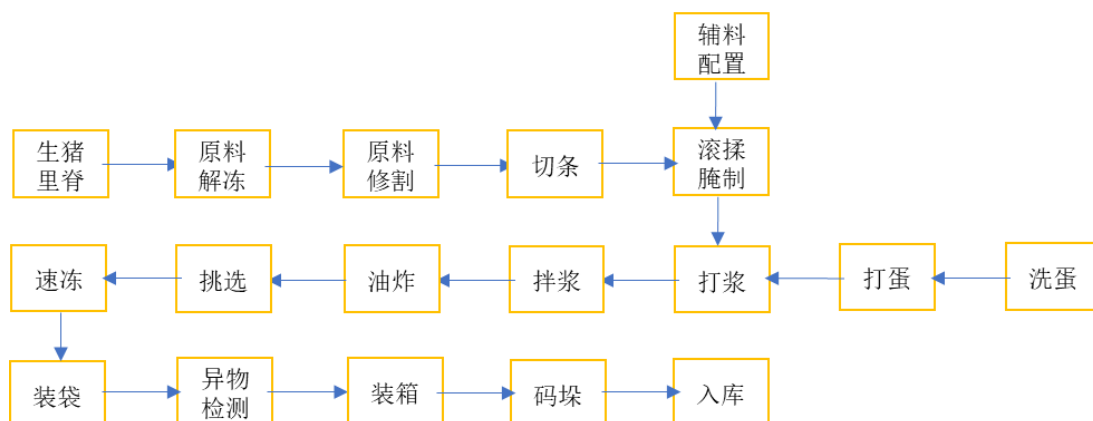 辅料
配置
生猪
里脊
原料
解冻
原料
修割
切条
滚揉
腌制
速冻
挑选
油炸
拌浆
打浆
打蛋
洗蛋
装袋
异物
检测
装箱
码垛
入库